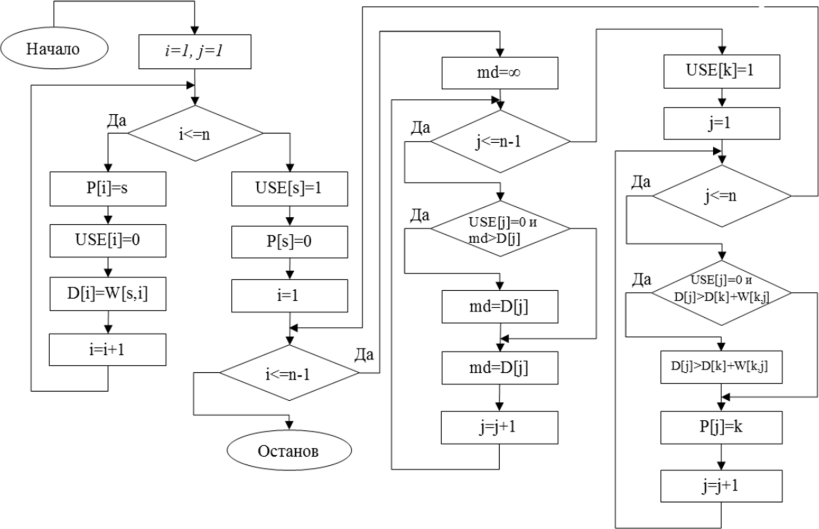 Начало
i=1, j=1
i<=n
Да
P[i]=s
USE[i]=0
D[i]=W[s,i]
i=i+1
USE[s]=1
P[s]=0
i=1
i<=n-1
Да
Останов
md=∞
j<=n-1
Да
USE[j]=0 и
md>D[j]
Да
md=D[j]
md=D[j]
j=j+1
USE[k]=1
j=1
j<=n
Да
USE[j]=0 и
D[j]>D[k]+W[k,j]
Да
D[j]>D[k]+W[k,j]
P[j]=k
j=j+1